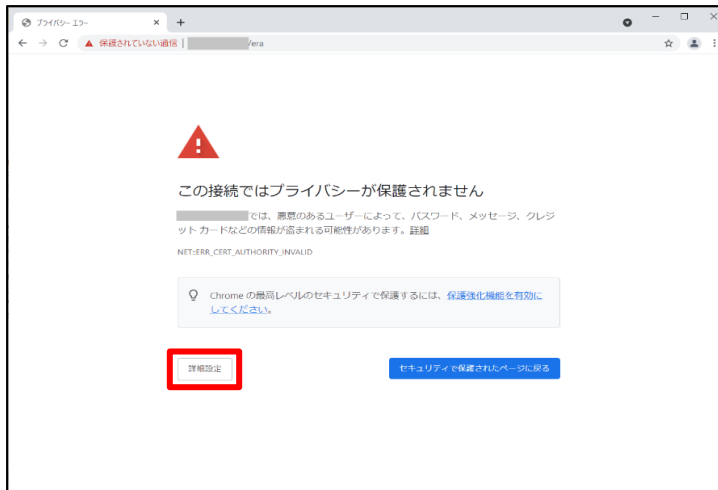 プライバシー エラー
保護されていない通信 | /era
この接続ではプライバシーが保護されません
では、悪意のあるユーザーによって、パスワード、メッセージ、クレジ
ット カードなどの情報が盗まれる可能性があります。詳細
NET::ERR_CERT_AUTHORITY_INVALID
Chrome の最高レベルのセキュリティで保護するには、保護強化機能を有効に
してください。
詳細設定
セキュリティで保護されたページに戻る